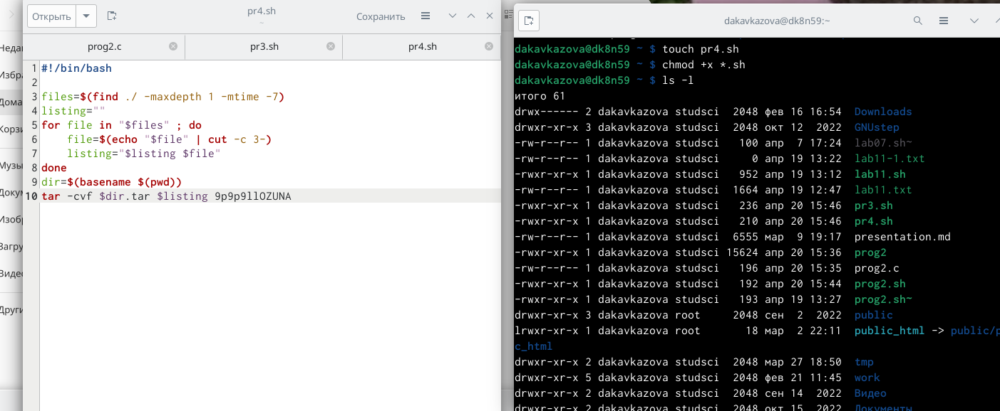 Открыть
pr4.sh
~
Сохранить
prog2.c
pr3.sh
pr4.sh
1 #!/bin/bash
2
3 files=$(find ./ -maxdepth 1 -mtime -7)
4 listing=""
5 for file in "$files" ; do
6     file=$(echo "$file" | cut -c 3-)
7     listing="$listing $file"
8 done
9 dir=$(basename $(pwd))
10 tar -cvf $dir.tar $listing 9p9p9llOZUNA
dakavkazova@dk8n59:~
dakavkazova@dk8n59 ~ $ touch pr4.sh
dakavkazova@dk8n59 ~ $ chmod +x *.sh
dakavkazova@dk8n59 ~ $ ls -l
итого 61
drwx------ 2 dakavkazova studsci  2048 фев 16 16:54  Downloads
drwxr-xr-x 3 dakavkazova studsci  2048 окт 12  2022  GNUstep
-rw-r--r-- 1 dakavkazova studsci   100 апр  7 17:24  lab07.sh~
-rw-r--r-- 1 dakavkazova studsci     0 апр 19 13:22  lab11-1.txt
-rwxr-xr-x 1 dakavkazova studsci   952 апр 19 13:12  lab11.sh
-rw-r--r-- 1 dakavkazova studsci  1664 апр 19 12:47  lab11.txt
-rwxr-xr-x 1 dakavkazova studsci   236 апр 20 15:46  pr3.sh
-rwxr-xr-x 1 dakavkazova studsci   210 апр 20 15:46  pr4.sh
-rw-r--r-- 1 dakavkazova studsci  6555 мар  9 19:17  presentation.md
-rwxr-xr-x 1 dakavkazova studsci 15624 апр 20 15:36  prog2
-rw-r--r-- 1 dakavkazova studsci   196 апр 20 15:35  prog2.c
-rwxr-xr-x 1 dakavkazova studsci   192 апр 20 15:44  prog2.sh
-rwxr-xr-x 1 dakavkazova studsci   193 апр 19 13:27  prog2.sh~
drwxr-xr-x 3 dakavkazova root     2048 сен  2  2022  public
lrwxr-xr-x 1 dakavkazova root       18 мар  2 22:11  public_html -> public/p
c_html
drwxr-xr-x 2 dakavkazova studsci  2048 мар 27 18:50  tmp
drwxr-xr-x 5 dakavkazova studsci  2048 фев 21 11:45  work
drwxr-xr-x 2 dakavkazova studsci  2048 сен 14  2022  Видео
drwxr-xr-x 2 dakavkazova studsci  2048 окт 15  2022  Документы